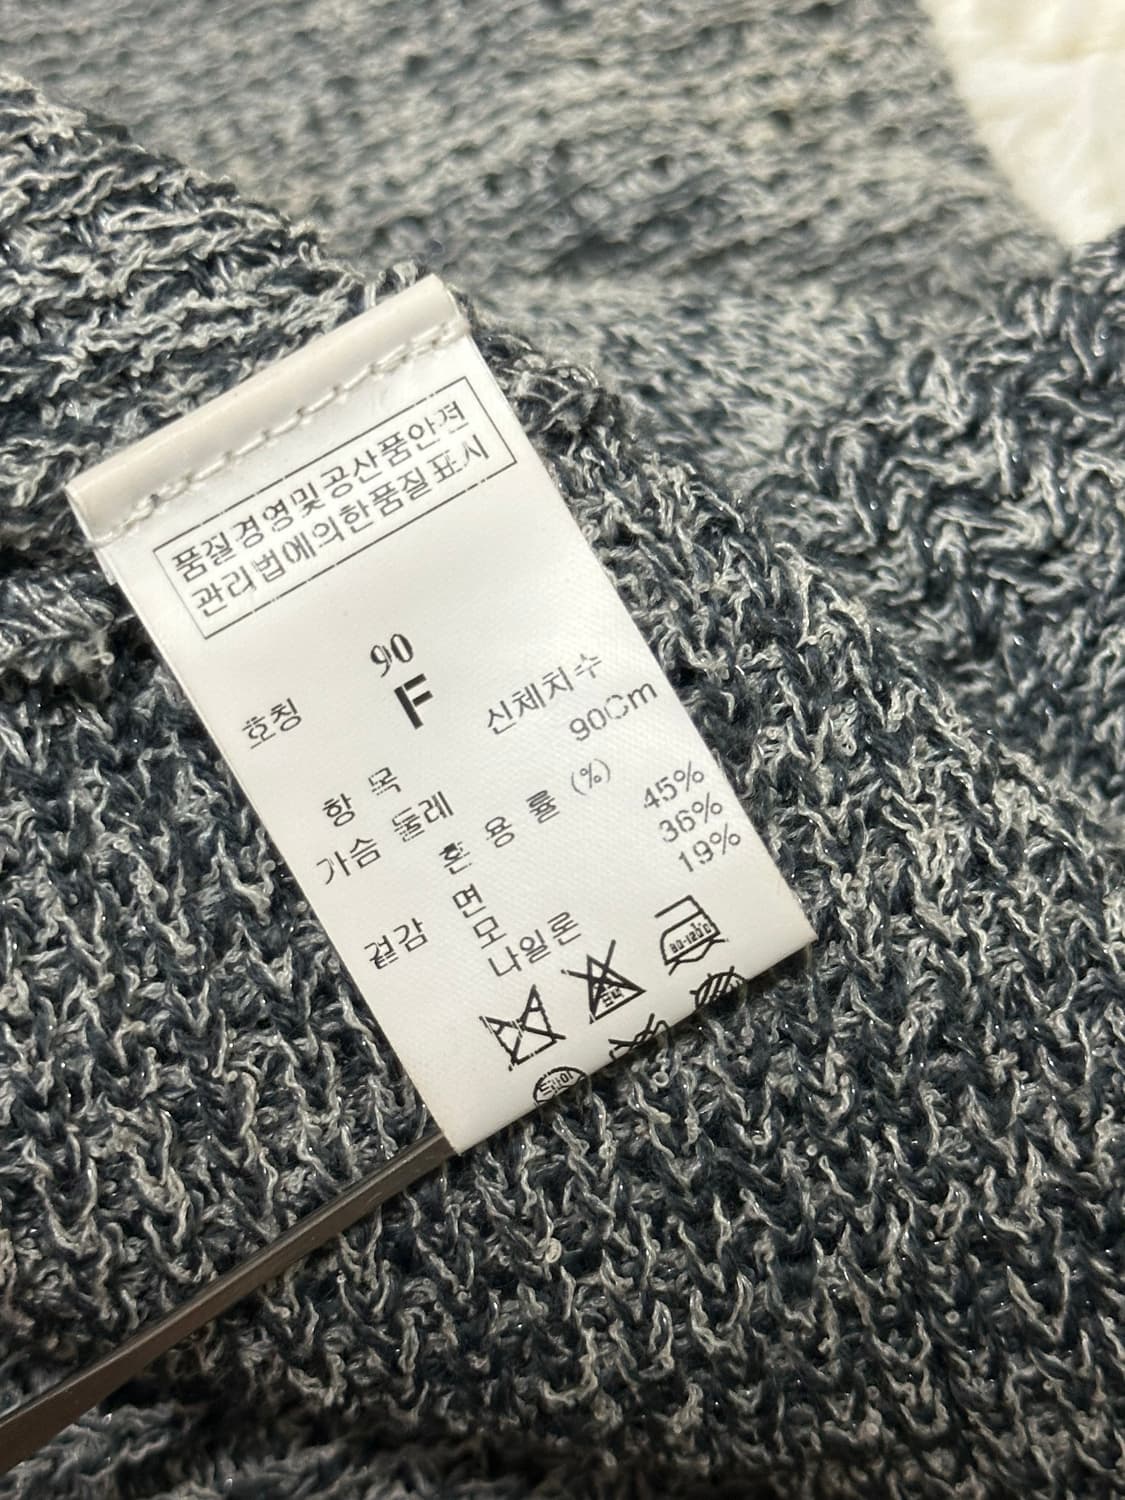 품질경영및공산품안전
관리법에의한품질표시
90
호칭 F
항 목 신체치수
가슴 둘레 90Cm
혼 용 률 (%)
겉감 면 45%
모 36%
나일론 19%
80-120℃